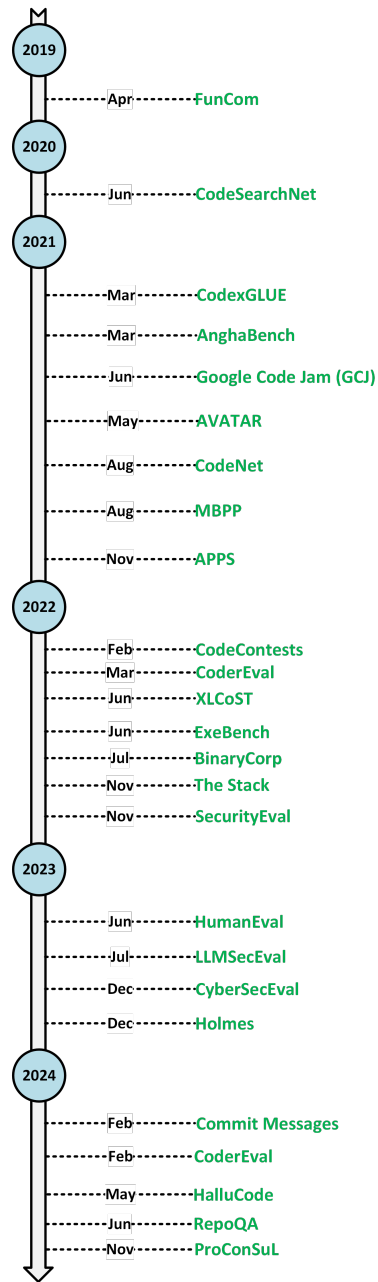 2019
Apr FunCom
2020
Jun CodeSearchNet
2021
Mar CodexGLUE
Mar AnghaBench
Jun Google Code Jam (GCJ)
May AVATAR
Aug CodeNet
Aug MBPP
Nov APPS
2022
Feb CodeContests
Mar CoderEval
Jun XLCoST
Jun ExeBench
Jul BinaryCorp
Nov The Stack
Nov SecurityEval
2023
Jun HumanEval
Jul LLMSecEval
Dec CyberSecEval
Dec Holmes
2024
Feb Commit Messages
Feb CoderEval
May HalluCode
Jun RepoQA
Nov ProConSuL